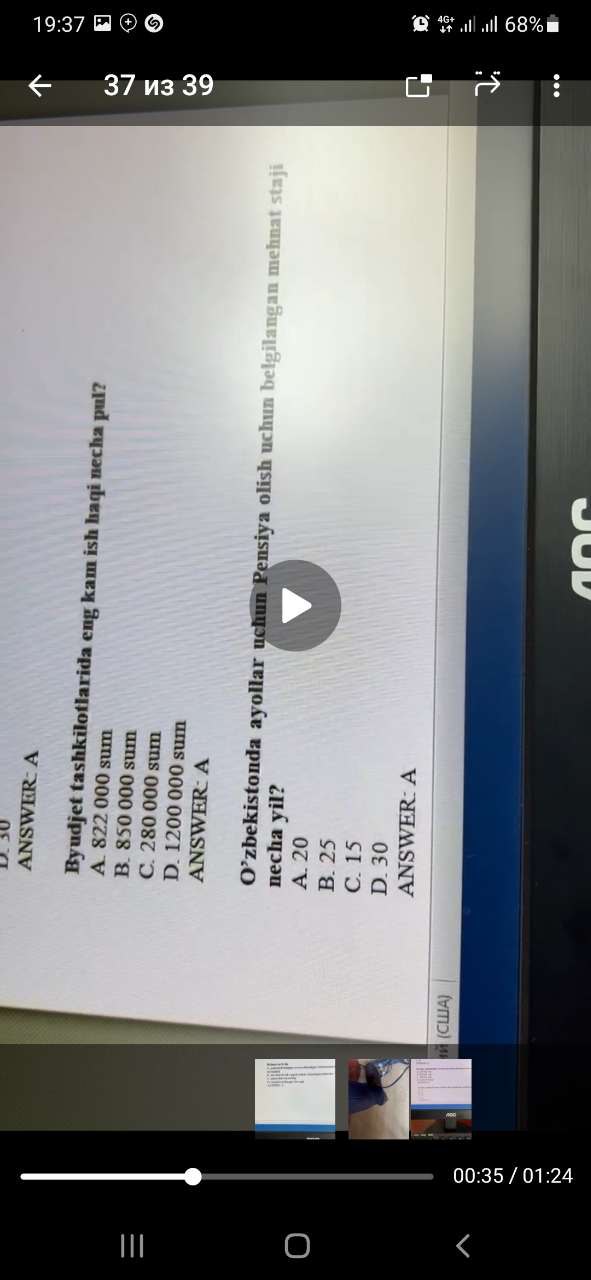 19:37
4G+
68%
37 из 39
D. 30
ANSWER: A
Byudjet tashkilotlarida eng kam ish haqi necha pul?
A. 822 000 sum
B. 850 000 sum
C. 280 000 sum
D. 1200 000 sum
ANSWER: A
O’zbekistonda ayollar uchun Pensiya olish uchun belgilangan mehnat staji
necha yil?
A. 20
B. 25
C. 15
D. 30
ANSWER: A
(США)
AOC
00:35 / 01:24